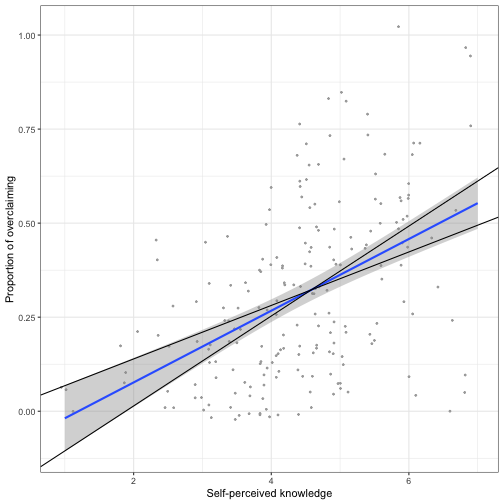 1.00
0.75
0.50
0.25
0.00
Proportion of overclaiming
2 4 6
Self-perceived knowledge